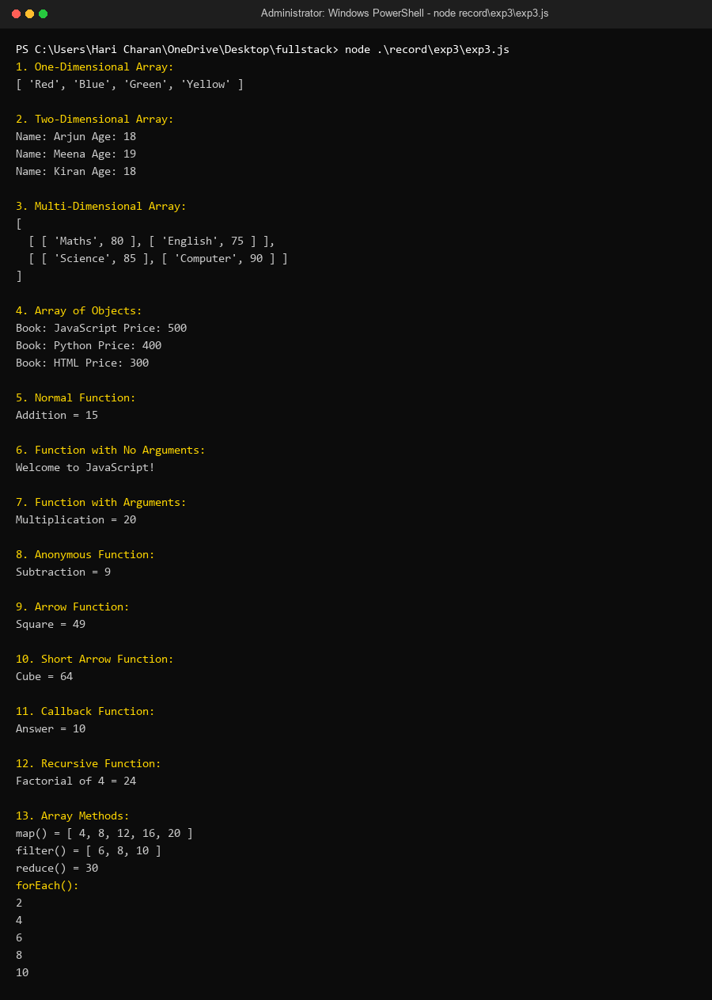 Administrator: Windows PowerShell - node record\exp3\exp3.js
PS C:\Users\Hari Charan\OneDrive\Desktop\fullstack> node .\record\exp3\exp3.js
1. One-Dimensional Array:
[ 'Red', 'Blue', 'Green', 'Yellow' ]
2. Two-Dimensional Array:
Name: Arjun Age: 18
Name: Meena Age: 19
Name: Kiran Age: 18
3. Multi-Dimensional Array:
[
  [ [ 'Maths', 80 ], [ 'English', 75 ] ],
  [ [ 'Science', 85 ], [ 'Computer', 90 ] ]
]
4. Array of Objects:
Book: JavaScript Price: 500
Book: Python Price: 400
Book: HTML Price: 300
5. Normal Function:
Addition = 15
6. Function with No Arguments:
Welcome to JavaScript!
7. Function with Arguments:
Multiplication = 20
8. Anonymous Function:
Subtraction = 9
9. Arrow Function:
Square = 49
10. Short Arrow Function:
Cube = 64
11. Callback Function:
Answer = 10
12. Recursive Function:
Factorial of 4 = 24
13. Array Methods:
map() = [ 4, 8, 12, 16, 20 ]
filter() = [ 6, 8, 10 ]
reduce() = 30
forEach():
2
4
6
8
10